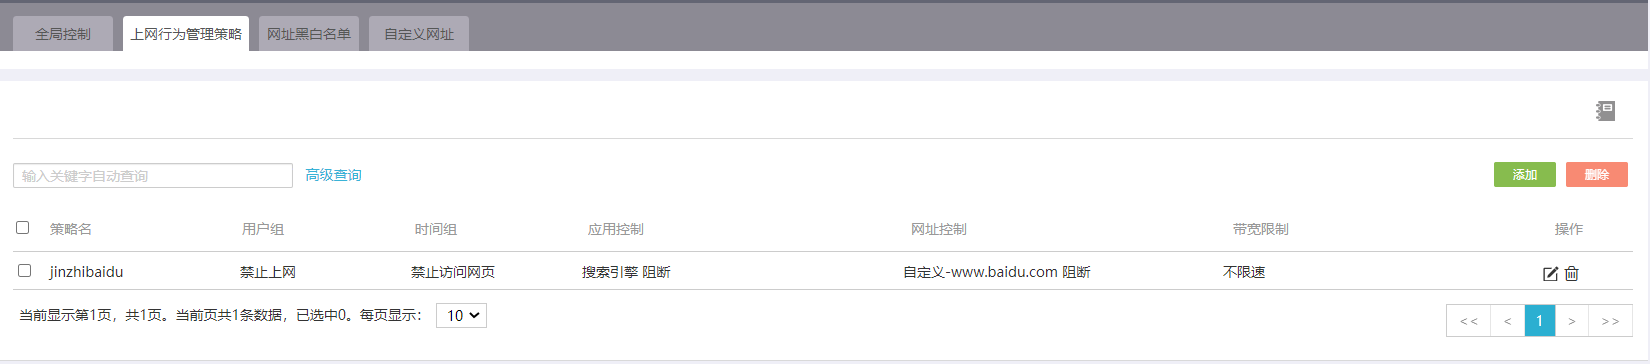 全局控制 上网行为管理策略 网址黑白名单 自定义网址
输入关键字自动查询 高级查询 添加 删除
策略名 用户组 时间组 应用控制 网址控制 带宽限制 操作
jinzhibaidu 禁止上网 禁止访问网页 搜索引擎 阻断 自定义-www.baidu.com 阻断 不限速
当前显示第1页，共1页。当前页共1条数据，已选中0。每页显示： 10 << < 1 > >>